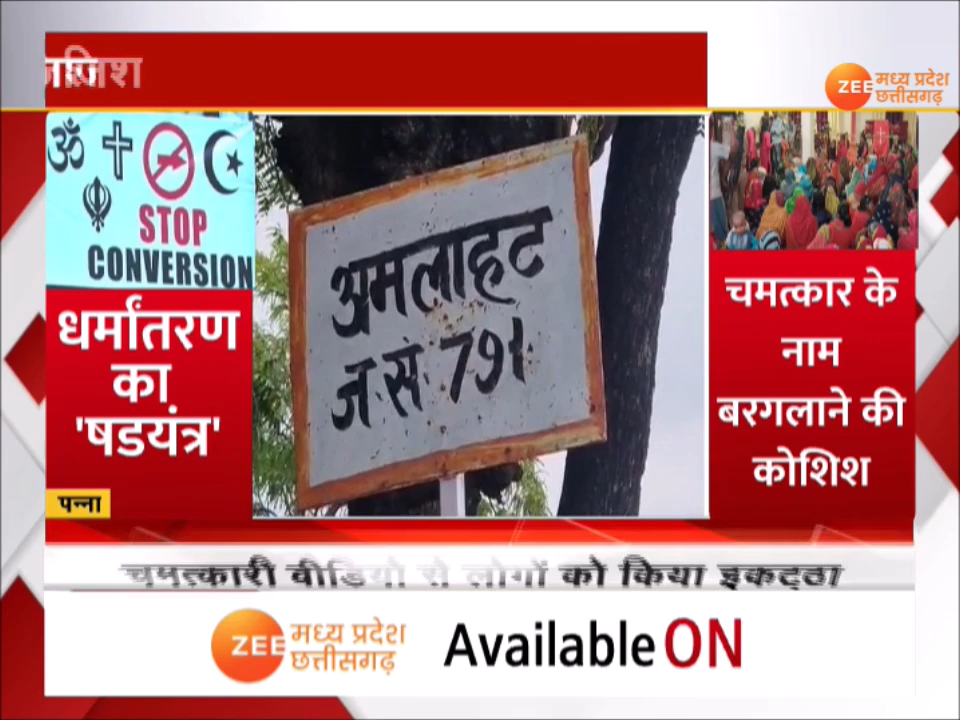 ZEE मध्य प्रदेश
छत्तीसगढ़
STOP
CONVERSION
धर्मांतरण
का
'षडयंत्र'
पन्ना
अमलाहट
ज.सं. 791
चमत्कार के
नाम
बरगलाने की
कोशिश
चमत्कारी वीडियो से लोगों को किया इकट्ठा
ZEE मध्य प्रदेश
छत्तीसगढ़
Available ON